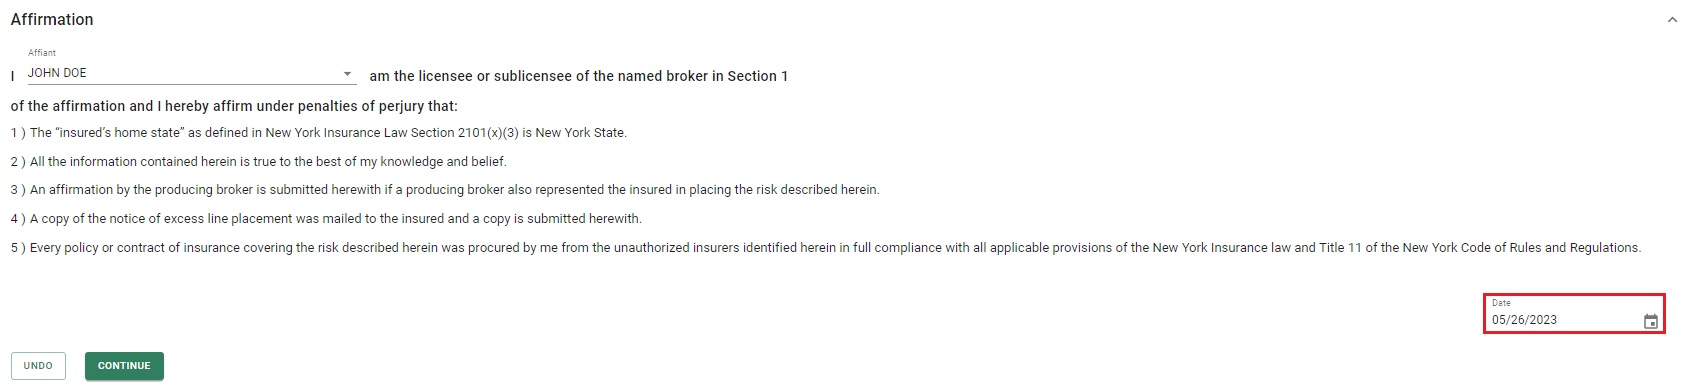 Affirmation
Affiant
I JOHN DOE am the licensee or sublicensee of the named broker in Section 1
of the affirmation and I hereby affirm under penalties of perjury that:
1 ) The “insured’s home state” as defined in New York Insurance Law Section 2101(x)(3) is New York State.
2 ) All the information contained herein is true to the best of my knowledge and belief.
3 ) An affirmation by the producing broker is submitted herewith if a producing broker also represented the insured in placing the risk described herein.
4 ) A copy of the notice of excess line placement was mailed to the insured and a copy is submitted herewith.
5 ) Every policy or contract of insurance covering the risk described herein was procured by me from the unauthorized insurers identified herein in full compliance with all applicable provisions of the New York Insurance law and Title 11 of the New York Code of Rules and Regulations.
Date
05/26/2023
UNDO CONTINUE